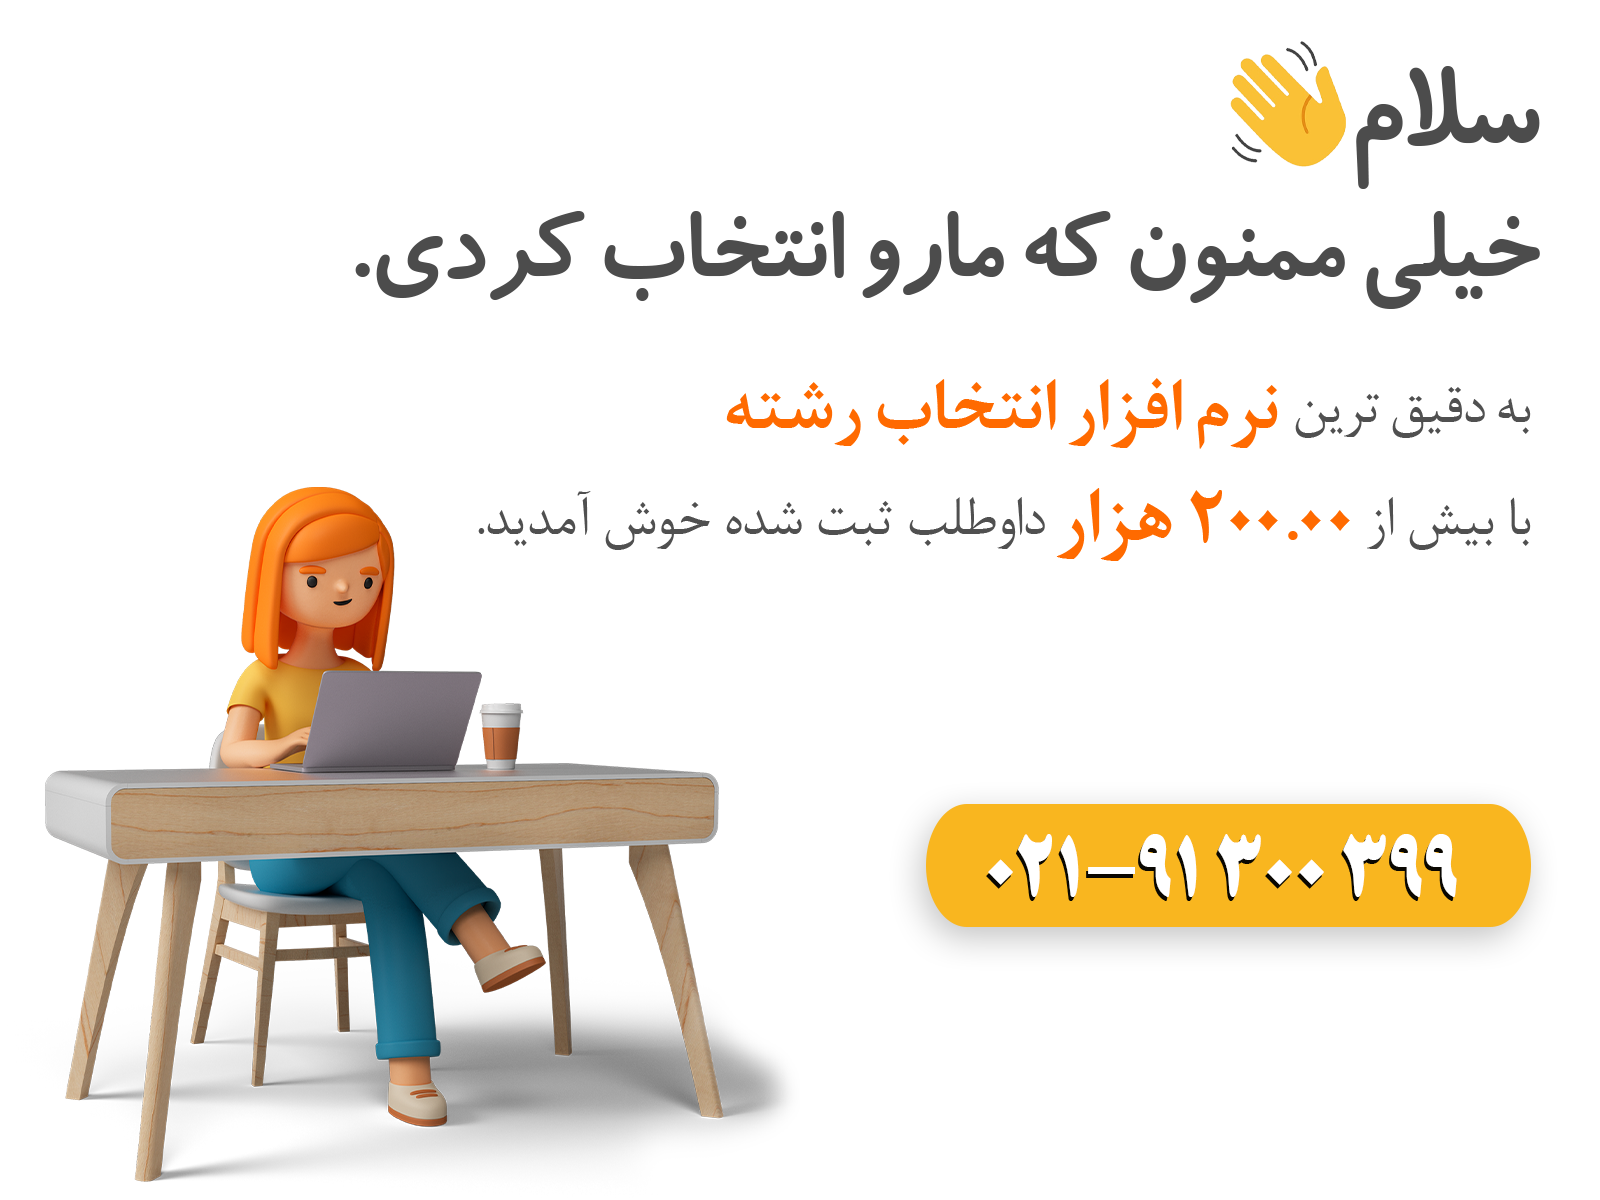 سلام
خیلی ممنون که مارو انتخاب کردی.
به دقیق ترین نرم افزار انتخاب رشته
با بیش از ۲۰۰.۰۰ هزار داوطلب ثبت شده خوش آمدید.
۰۲۱-۹۱ ۳۰۰ ۳۹۹